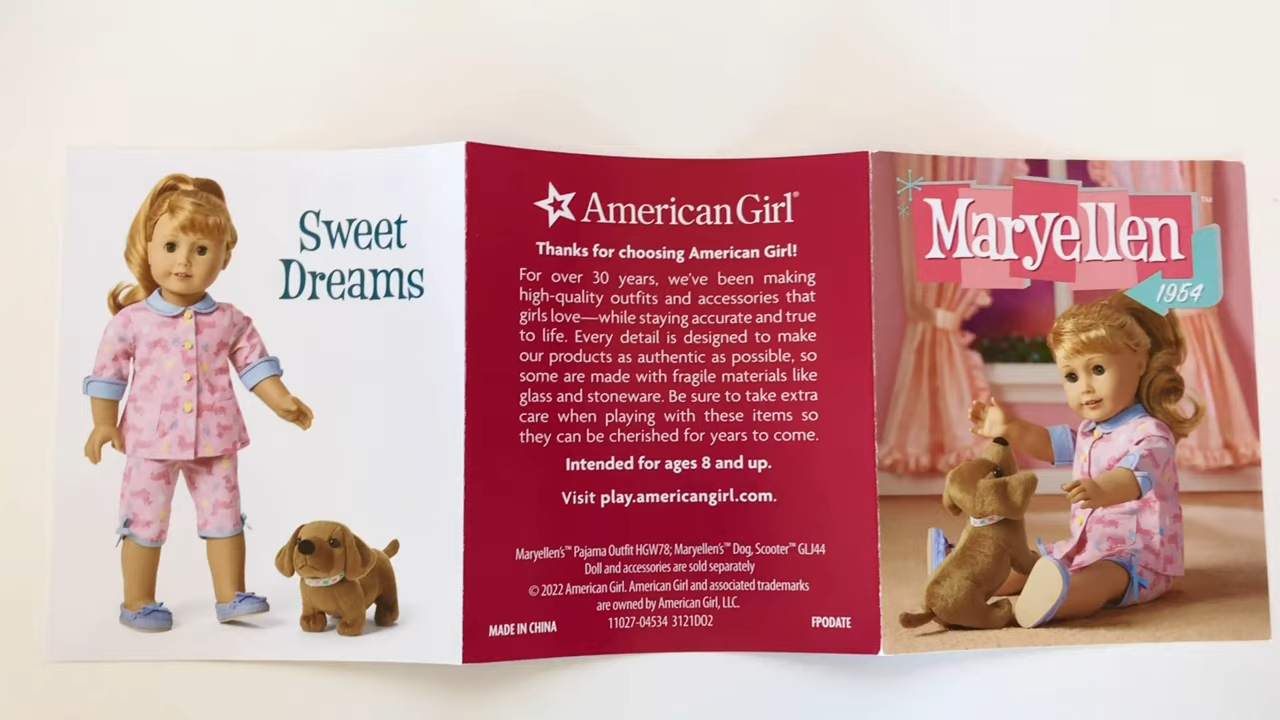 Sweet
Dreams
American Girl®
Thanks for choosing American Girl!
For over 30 years, we've been making
high-quality outfits and accessories that
girls love—while staying accurate and true
to life. Every detail is designed to make
our products as authentic as possible, so
some are made with fragile materials like
glass and stoneware. Be sure to take extra
care when playing with these items so
they can be cherished for years to come.
Intended for ages 8 and up.
Visit play.americangirl.com.
Maryellen's™ Pajama Outfit HGW78; Maryellen's™ Dog, Scooter™ GLJ44
Doll and accessories are sold separately
© 2022 American Girl. American Girl and associated trademarks
are owned by American Girl, LLC.
11027-04534 3121DO2
MADE IN CHINA
FPODATE
Maryellen™
1954